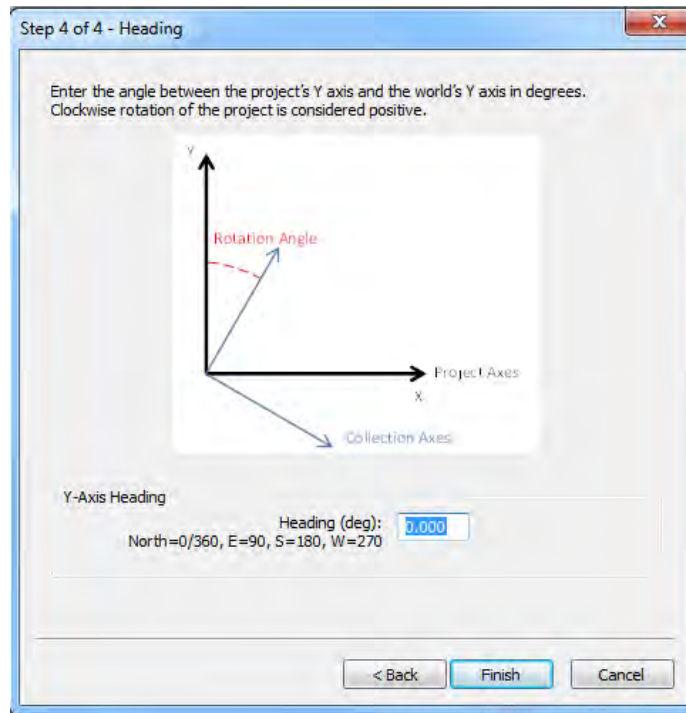 Step 4 of 4 - Heading
x
Enter the angle between the project's Y axis and the world's Y axis in degrees.
Clockwise rotation of the project is considered positive.
Y
Rotation Angle
Project Axes
X
Collection Axes
Y-Axis Heading
Heading (deg): 0.000
North=0/360, E=90, S=180, W=270
< Back Finish Cancel